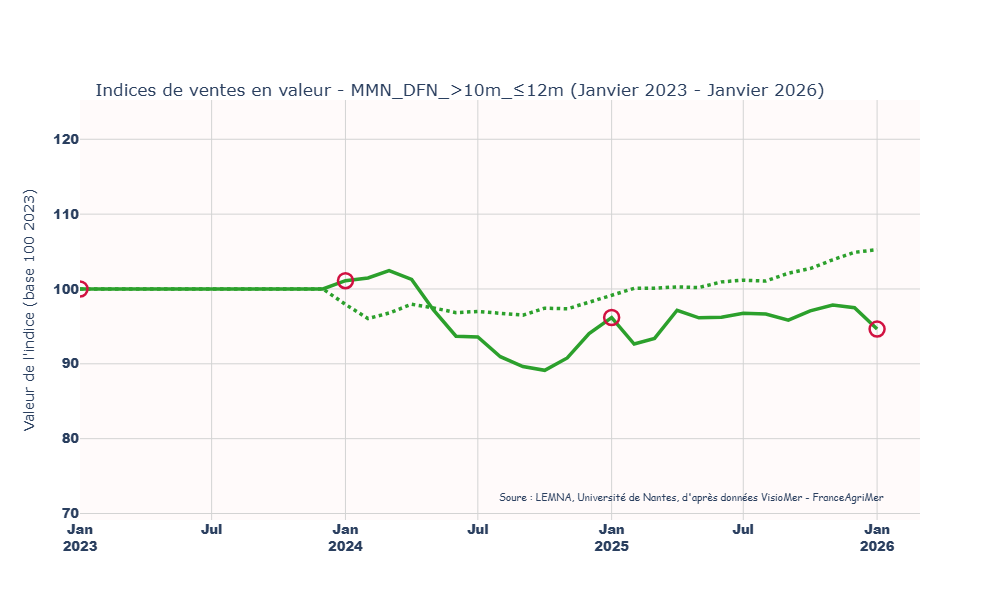 Indices de ventes en valeur - MMN_DFN_>10m_≤12m (Janvier 2023 - Janvier 2026)
Valeur de l'indice (base 100 2023)
120
110
100
90
80
70
Soure : LEMNA, Université de Nantes, d'après données VisioMer - FranceAgriMer
Jan Jul Jan Jul Jan Jul Jan
2023 2024 2025 2026